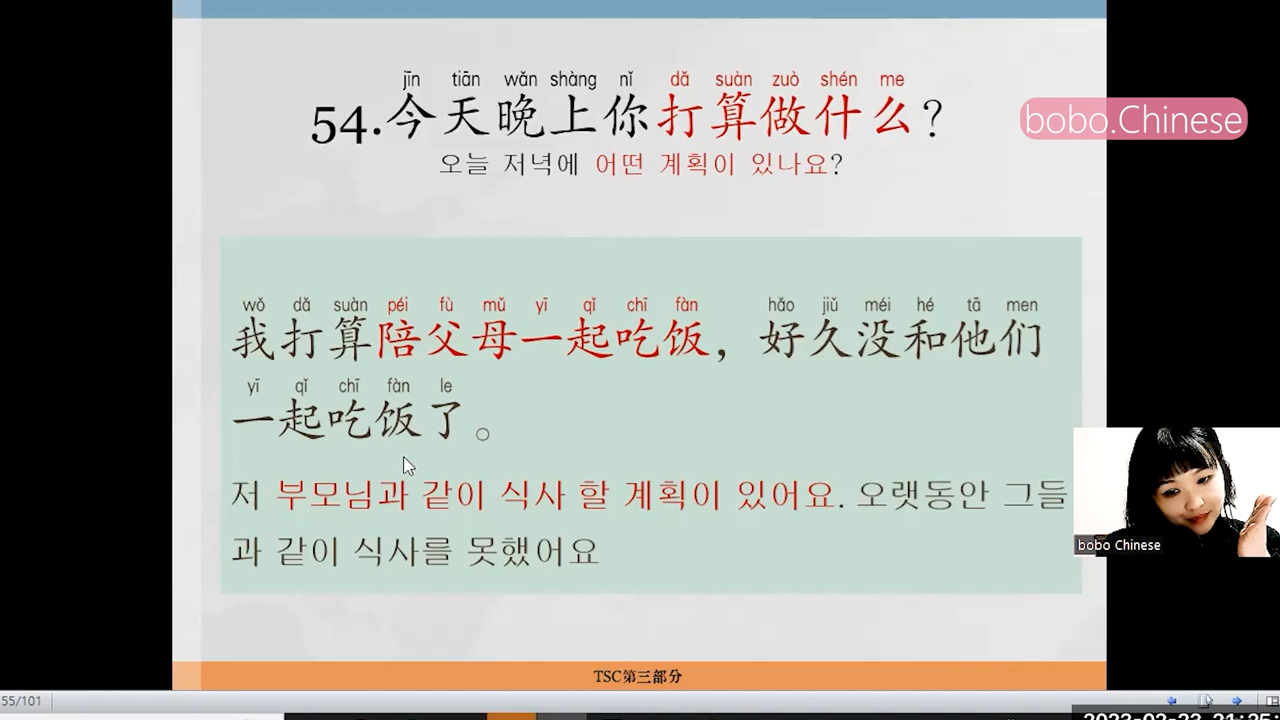 jīn tiān wǎn shàng nǐ dǎ suàn zuò shén me
54.今天晚上你打算做什么?
bobo.Chinese
오늘 저녁에 어떤 계획이 있나요?
wǒ dǎ suàn péi fù mǔ yī qǐ chī fàn hǎo jiǔ méi hé tā men
我打算陪父母一起吃饭，好久没和他们
yī qǐ chī fàn le
一起吃饭了。
저 부모님과 같이 식사 할 계획이 있어요. 오랫동안 그들
과 같이 식사를 못했어요
bobo Chinese
TSC第三部分
55/101